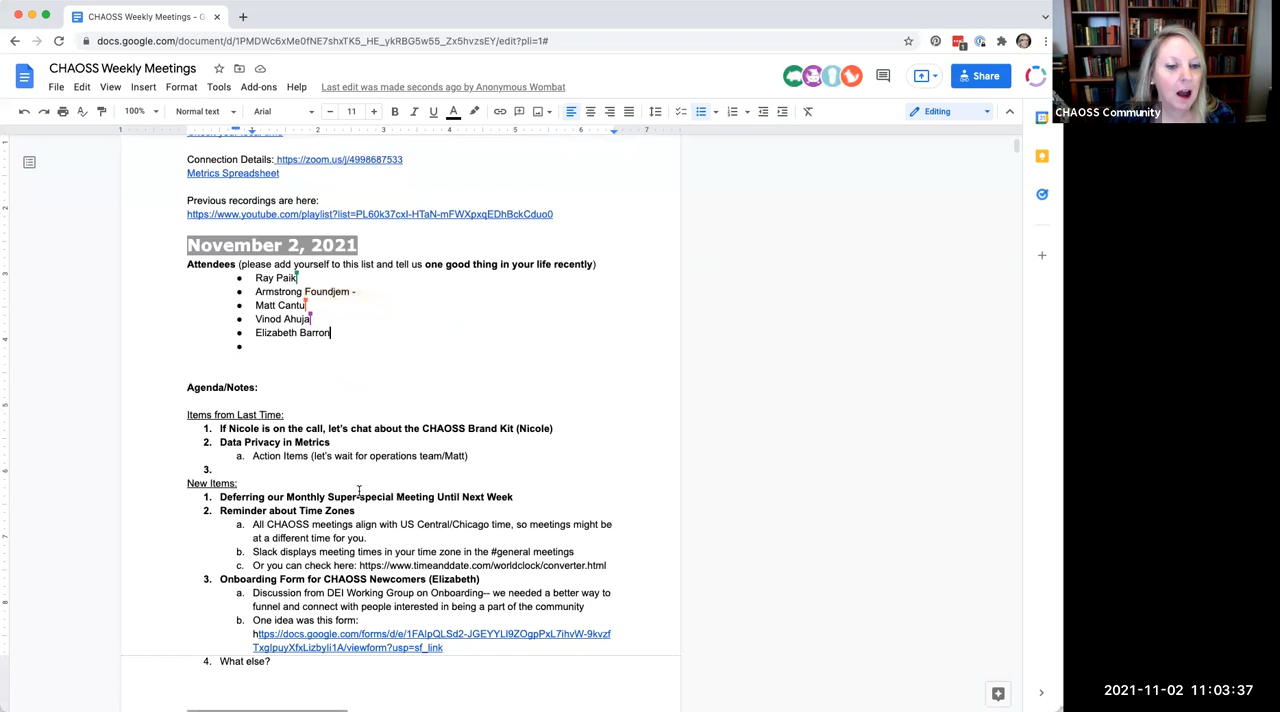 CHAOSS Weekly Meetings - G
docs.google.com/document/d/1PMDWc6xMe0fNE7shxTK5_HE_ykRBG5w55_Zx5hvzsEY/edit?pli=1#
CHAOSS Weekly Meetings
File Edit View Insert Format Tools Add-ons Help Last edit was made seconds ago by Anonymous Wombat
Share
100% Normal text Arial 11 Editing
CHAOSS Community
Connection Details: https://zoom.us/j/4998687533
Metrics Spreadsheet
Previous recordings are here:
https://www.youtube.com/playlist?list=PL60k37cxI-HTaN-mFWXpxqEDhBckCduo0
November 2, 2021
Attendees (please add yourself to this list and tell us one good thing in your life recently)
● Ray Paik
● Armstrong Foundjem -
● Matt Cantu
● Vinod Ahuja
● Elizabeth Barron
●
Agenda/Notes:
Items from Last Time:
1. If Nicole is on the call, let's chat about the CHAOSS Brand Kit (Nicole)
2. Data Privacy in Metrics
a. Action Items (let's wait for operations team/Matt)
3.
New Items:
1. Deferring our Monthly Super-special Meeting Until Next Week
2. Reminder about Time Zones
a. All CHAOSS meetings align with US Central/Chicago time, so meetings might be
at a different time for you.
b. Slack displays meeting times in your time zone in the #general meetings
c. Or you can check here: https://www.timeanddate.com/worldclock/converter.html
3. Onboarding Form for CHAOSS Newcomers (Elizabeth)
a. Discussion from DEI Working Group on Onboarding-- we needed a better way to
funnel and connect with people interested in being a part of the community
b. One idea was this form:
https://docs.google.com/forms/d/e/1FAIpQLSd2-JGEYYLI9ZOgpPxL7ihvW-9kvzf
TxgIpuyXfxLizbyIi1A/viewform?usp=sf_link
4. What else?
2021-11-02 11:03:37